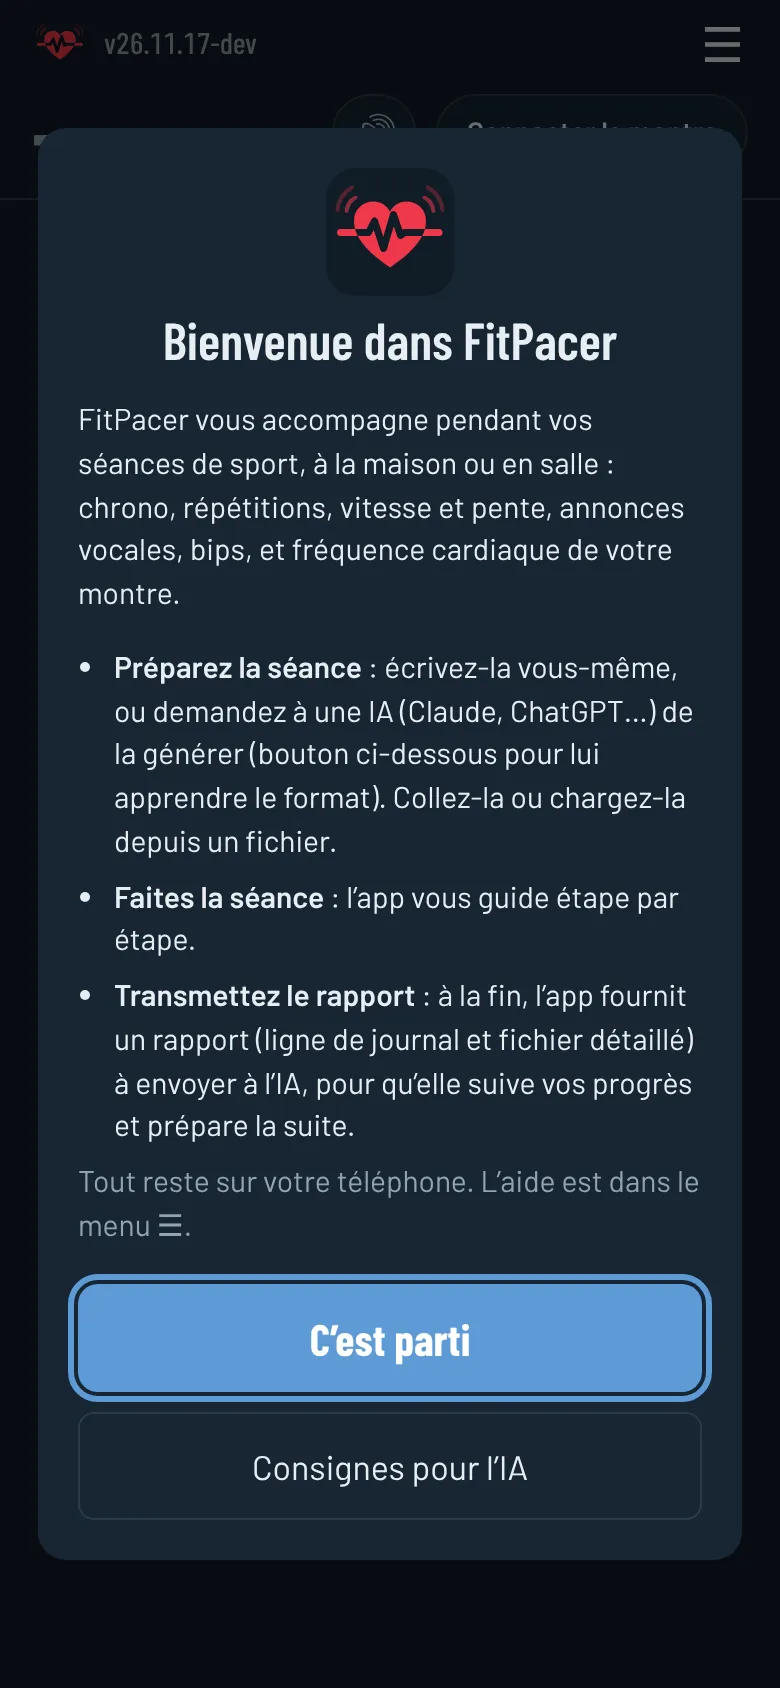 v26.11.17-dev
Bienvenue dans FitPacer
FitPacer vous accompagne pendant vos
séances de sport, à la maison ou en salle :
chrono, répétitions, vitesse et pente, annonces
vocales, bips, et fréquence cardiaque de votre
montre.
• Préparez la séance : écrivez-la vous-même,
ou demandez à une IA (Claude, ChatGPT…) de
la générer (bouton ci-dessous pour lui
apprendre le format). Collez-la ou chargez-la
depuis un fichier.
• Faites la séance : l’app vous guide étape par
étape.
• Transmettez le rapport : à la fin, l’app fournit
un rapport (ligne de journal et fichier détaillé)
à envoyer à l’IA, pour qu’elle suive vos progrès
et prépare la suite.
Tout reste sur votre téléphone. L’aide est dans le
menu ☰.
C’est parti
Consignes pour l’IA